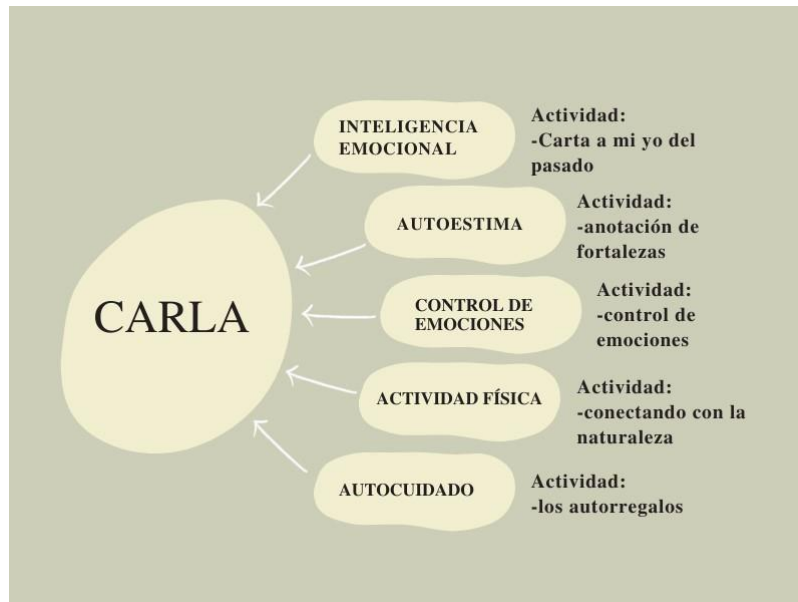 INTELIGENCIA
EMOCIONAL
Actividad:
-Carta a mi yo del
pasado
AUTOESTIMA
Actividad:
-anotación de
fortalezas
CARLA
CONTROL DE
EMOCIONES
Actividad:
-control de
emociones
ACTIVIDAD FÍSICA
Actividad:
-conectando con la
naturaleza
AUTOCUIDADO
Actividad:
-los autorregalos